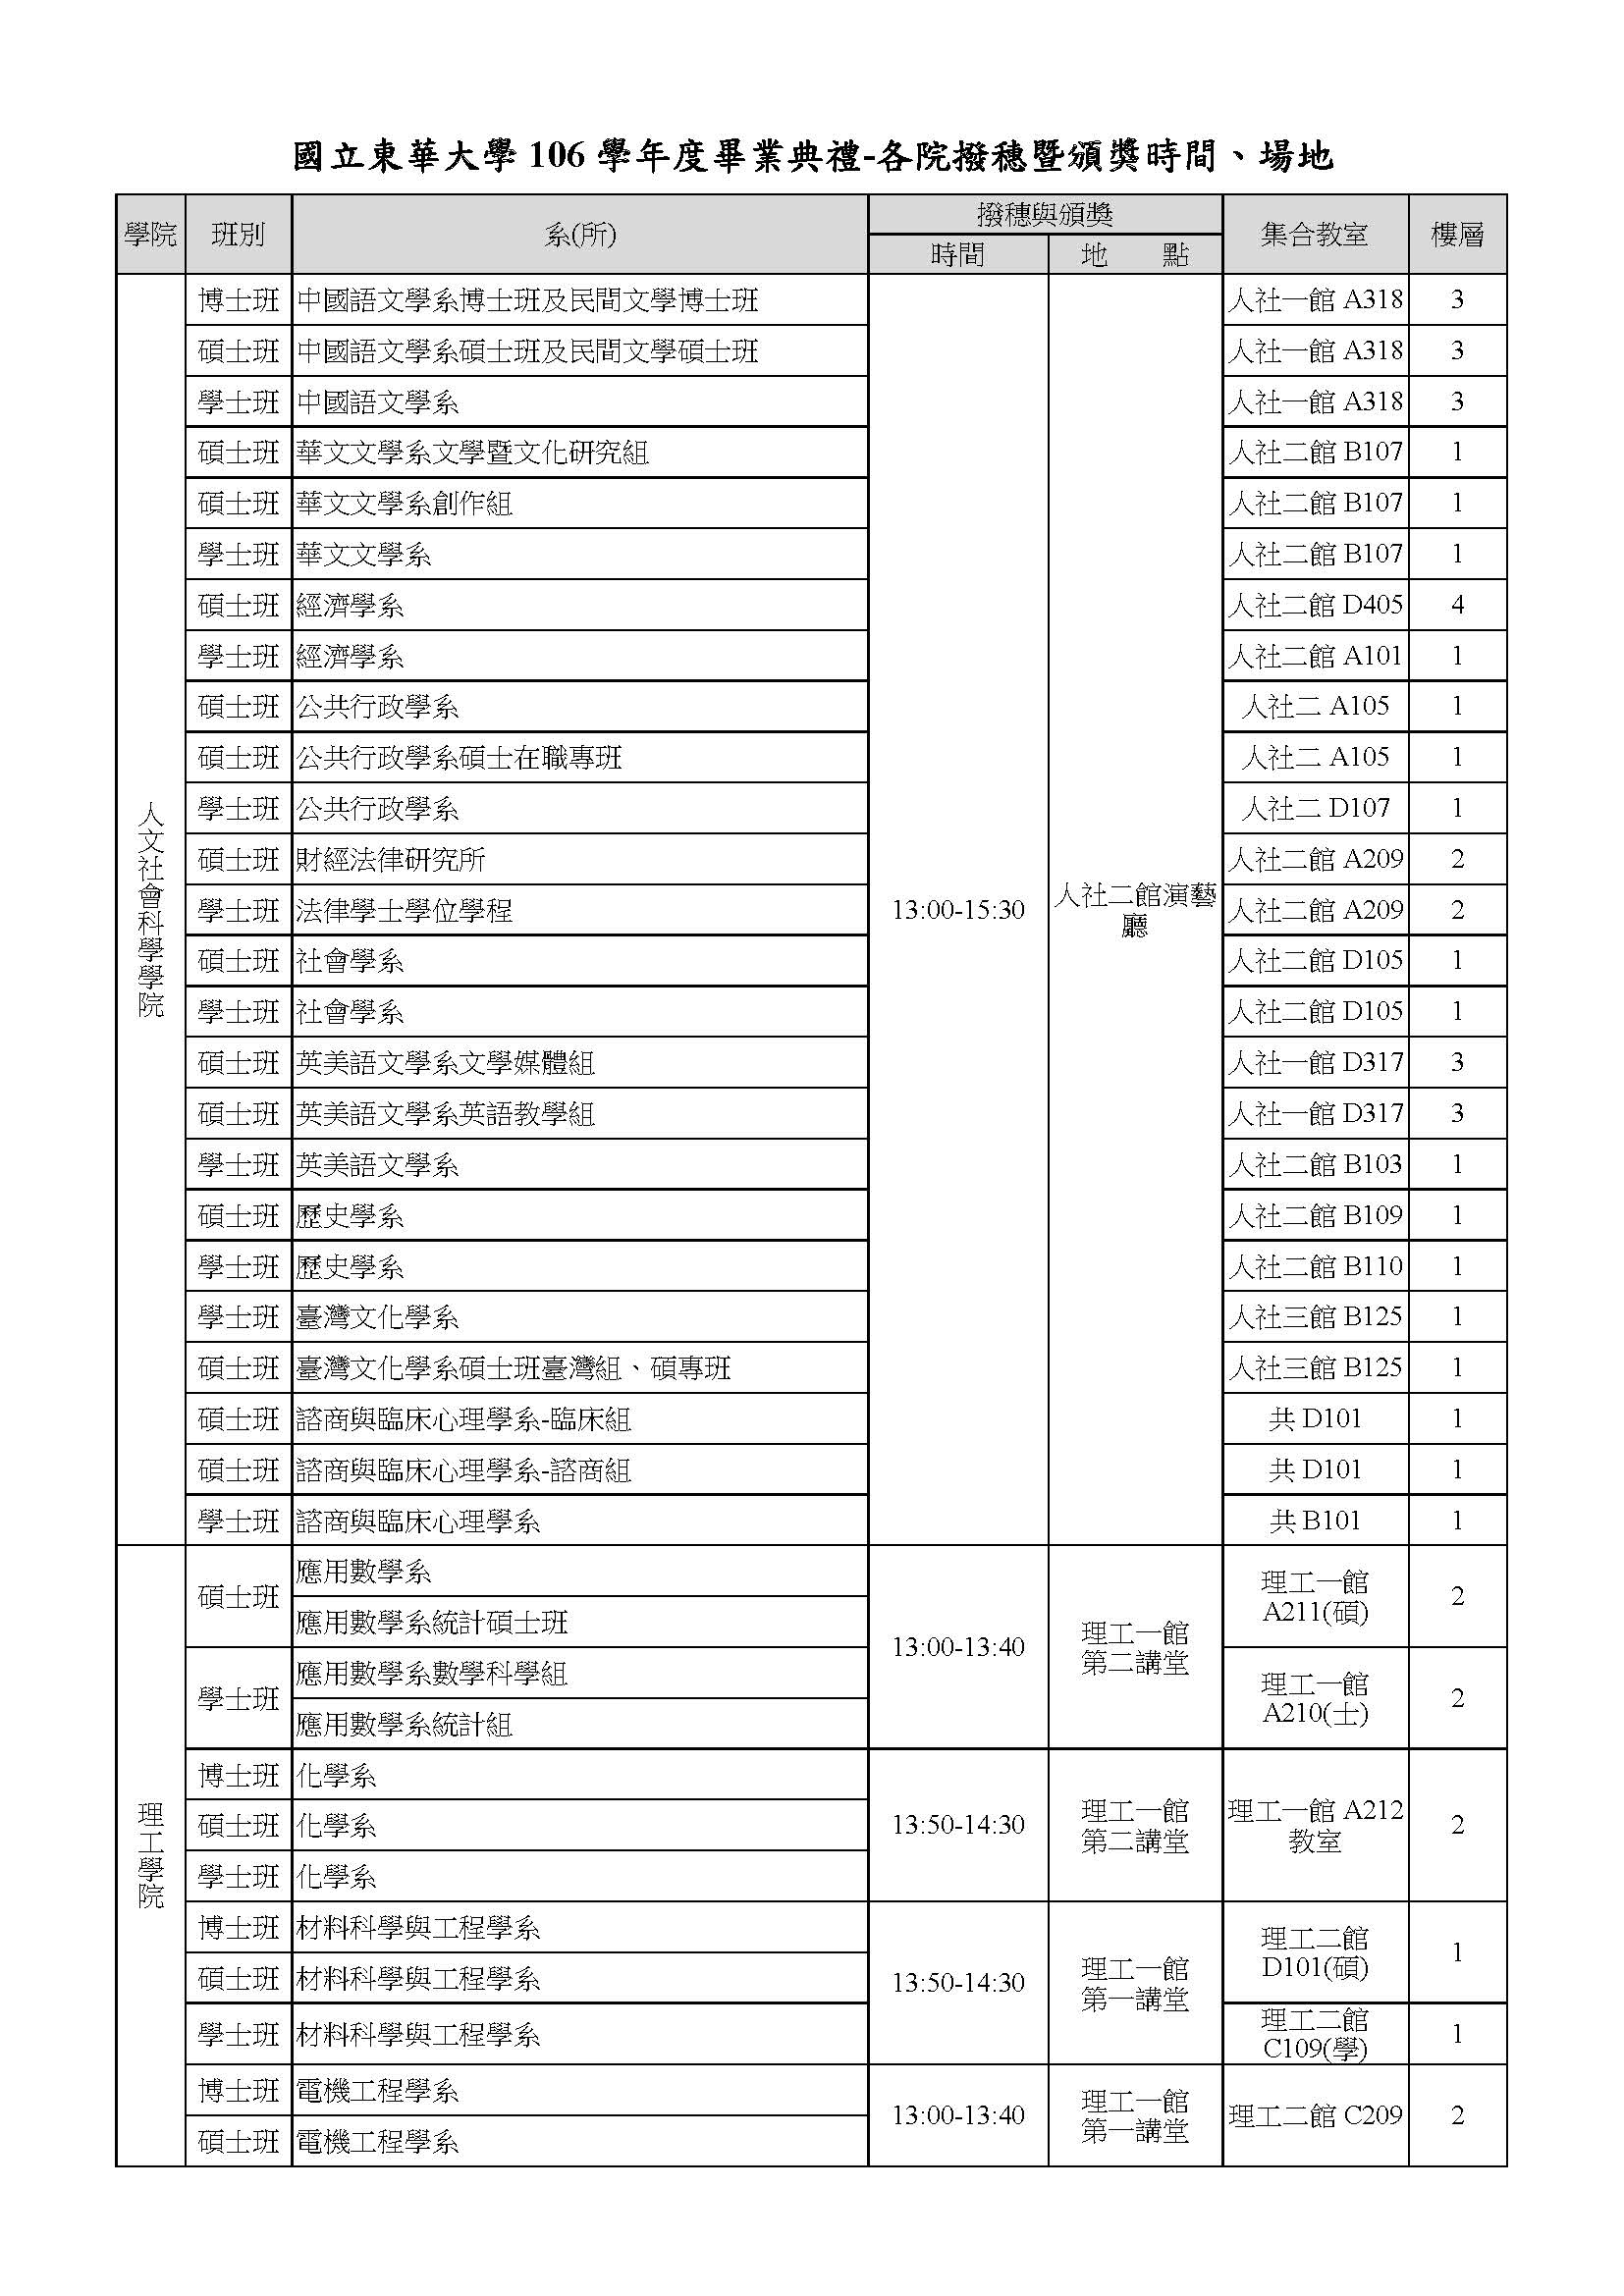 國立東華大學 106 學年度畢業典禮-各院撥穗暨頒獎時間、場地
學院 班別 系(所) 撥穗與頒獎 集合教室 樓層
時間 地 點
人文社會科學學院
博士班 中國語文學系博士班及民間文學博士班 人社一館 A318 3
碩士班 中國語文學系碩士班及民間文學碩士班 人社一館 A318 3
學士班 中國語文學系 人社一館 A318 3
碩士班 華文文學系文學暨文化研究組 人社二館 B107 1
碩士班 華文文學系創作組 人社二館 B107 1
學士班 華文文學系 人社二館 B107 1
碩士班 經濟學系 人社二館 D405 4
學士班 經濟學系 人社二館 A101 1
碩士班 公共行政學系 人社二 A105 1
碩士班 公共行政學系碩士在職專班 人社二 A105 1
學士班 公共行政學系 人社二 D107 1
碩士班 財經法律研究所 人社二館 A209 2
學士班 法律學士學位學程 13:00-15:30 人社二館演藝 人社二館 A209 2
廳
碩士班 社會學系 人社二館 D105 1
學士班 社會學系 人社二館 D105 1
碩士班 英美語文學系文學媒體組 人社一館 D317 3
碩士班 英美語文學系英語教學組 人社一館 D317 3
學士班 英美語文學系 人社二館 B103 1
碩士班 歷史學系 人社二館 B109 1
學士班 歷史學系 人社二館 B110 1
學士班 臺灣文化學系 人社三館 B125 1
碩士班 臺灣文化學系碩士班臺灣組、碩專班 人社三館 B125 1
碩士班 諮商與臨床心理學系-臨床組 共 D101 1
碩士班 諮商與臨床心理學系-諮商組 共 D101 1
學士班 諮商與臨床心理學系 共 B101 1
理工學院
碩士班 應用數學系 理工一館 2
應用數學系統計碩士班 A211(碩)
13:00-13:40 理工一館
第二講堂
學士班 應用數學系數學科學組 理工一館 2
應用數學系統計組 A210(士)
博士班 化學系
碩士班 化學系 13:50-14:30 理工一館 理工一館 A212 2
第二講堂 教室
學士班 化學系
博士班 材料科學與工程學系 理工二館 1
D101(碩)
碩士班 材料科學與工程學系 13:50-14:30 理工一館
第一講堂
學士班 材料科學與工程學系 理工二館 1
C109(學)
博士班 電機工程學系 理工一館
13:00-13:40 第一講堂 理工二館 C209 2
碩士班 電機工程學系